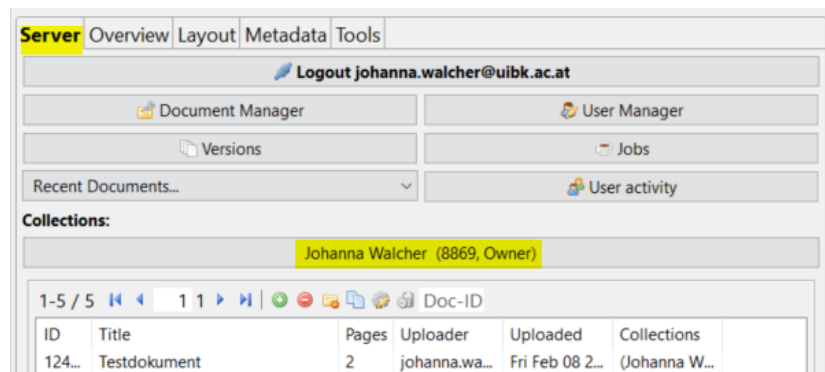 Server Overview Layout Metadata Tools
Logout johanna.walcher@uibk.ac.at
Document Manager User Manager
Versions Jobs
Recent Documents... User activity
Collections:
Johanna Walcher (8869, Owner)
1-5 / 5 1 1 Doc-ID
ID Title Pages Uploader Uploaded Collections
124... Testdokument 2 johanna.wa... Fri Feb 08 2... (Johanna W...